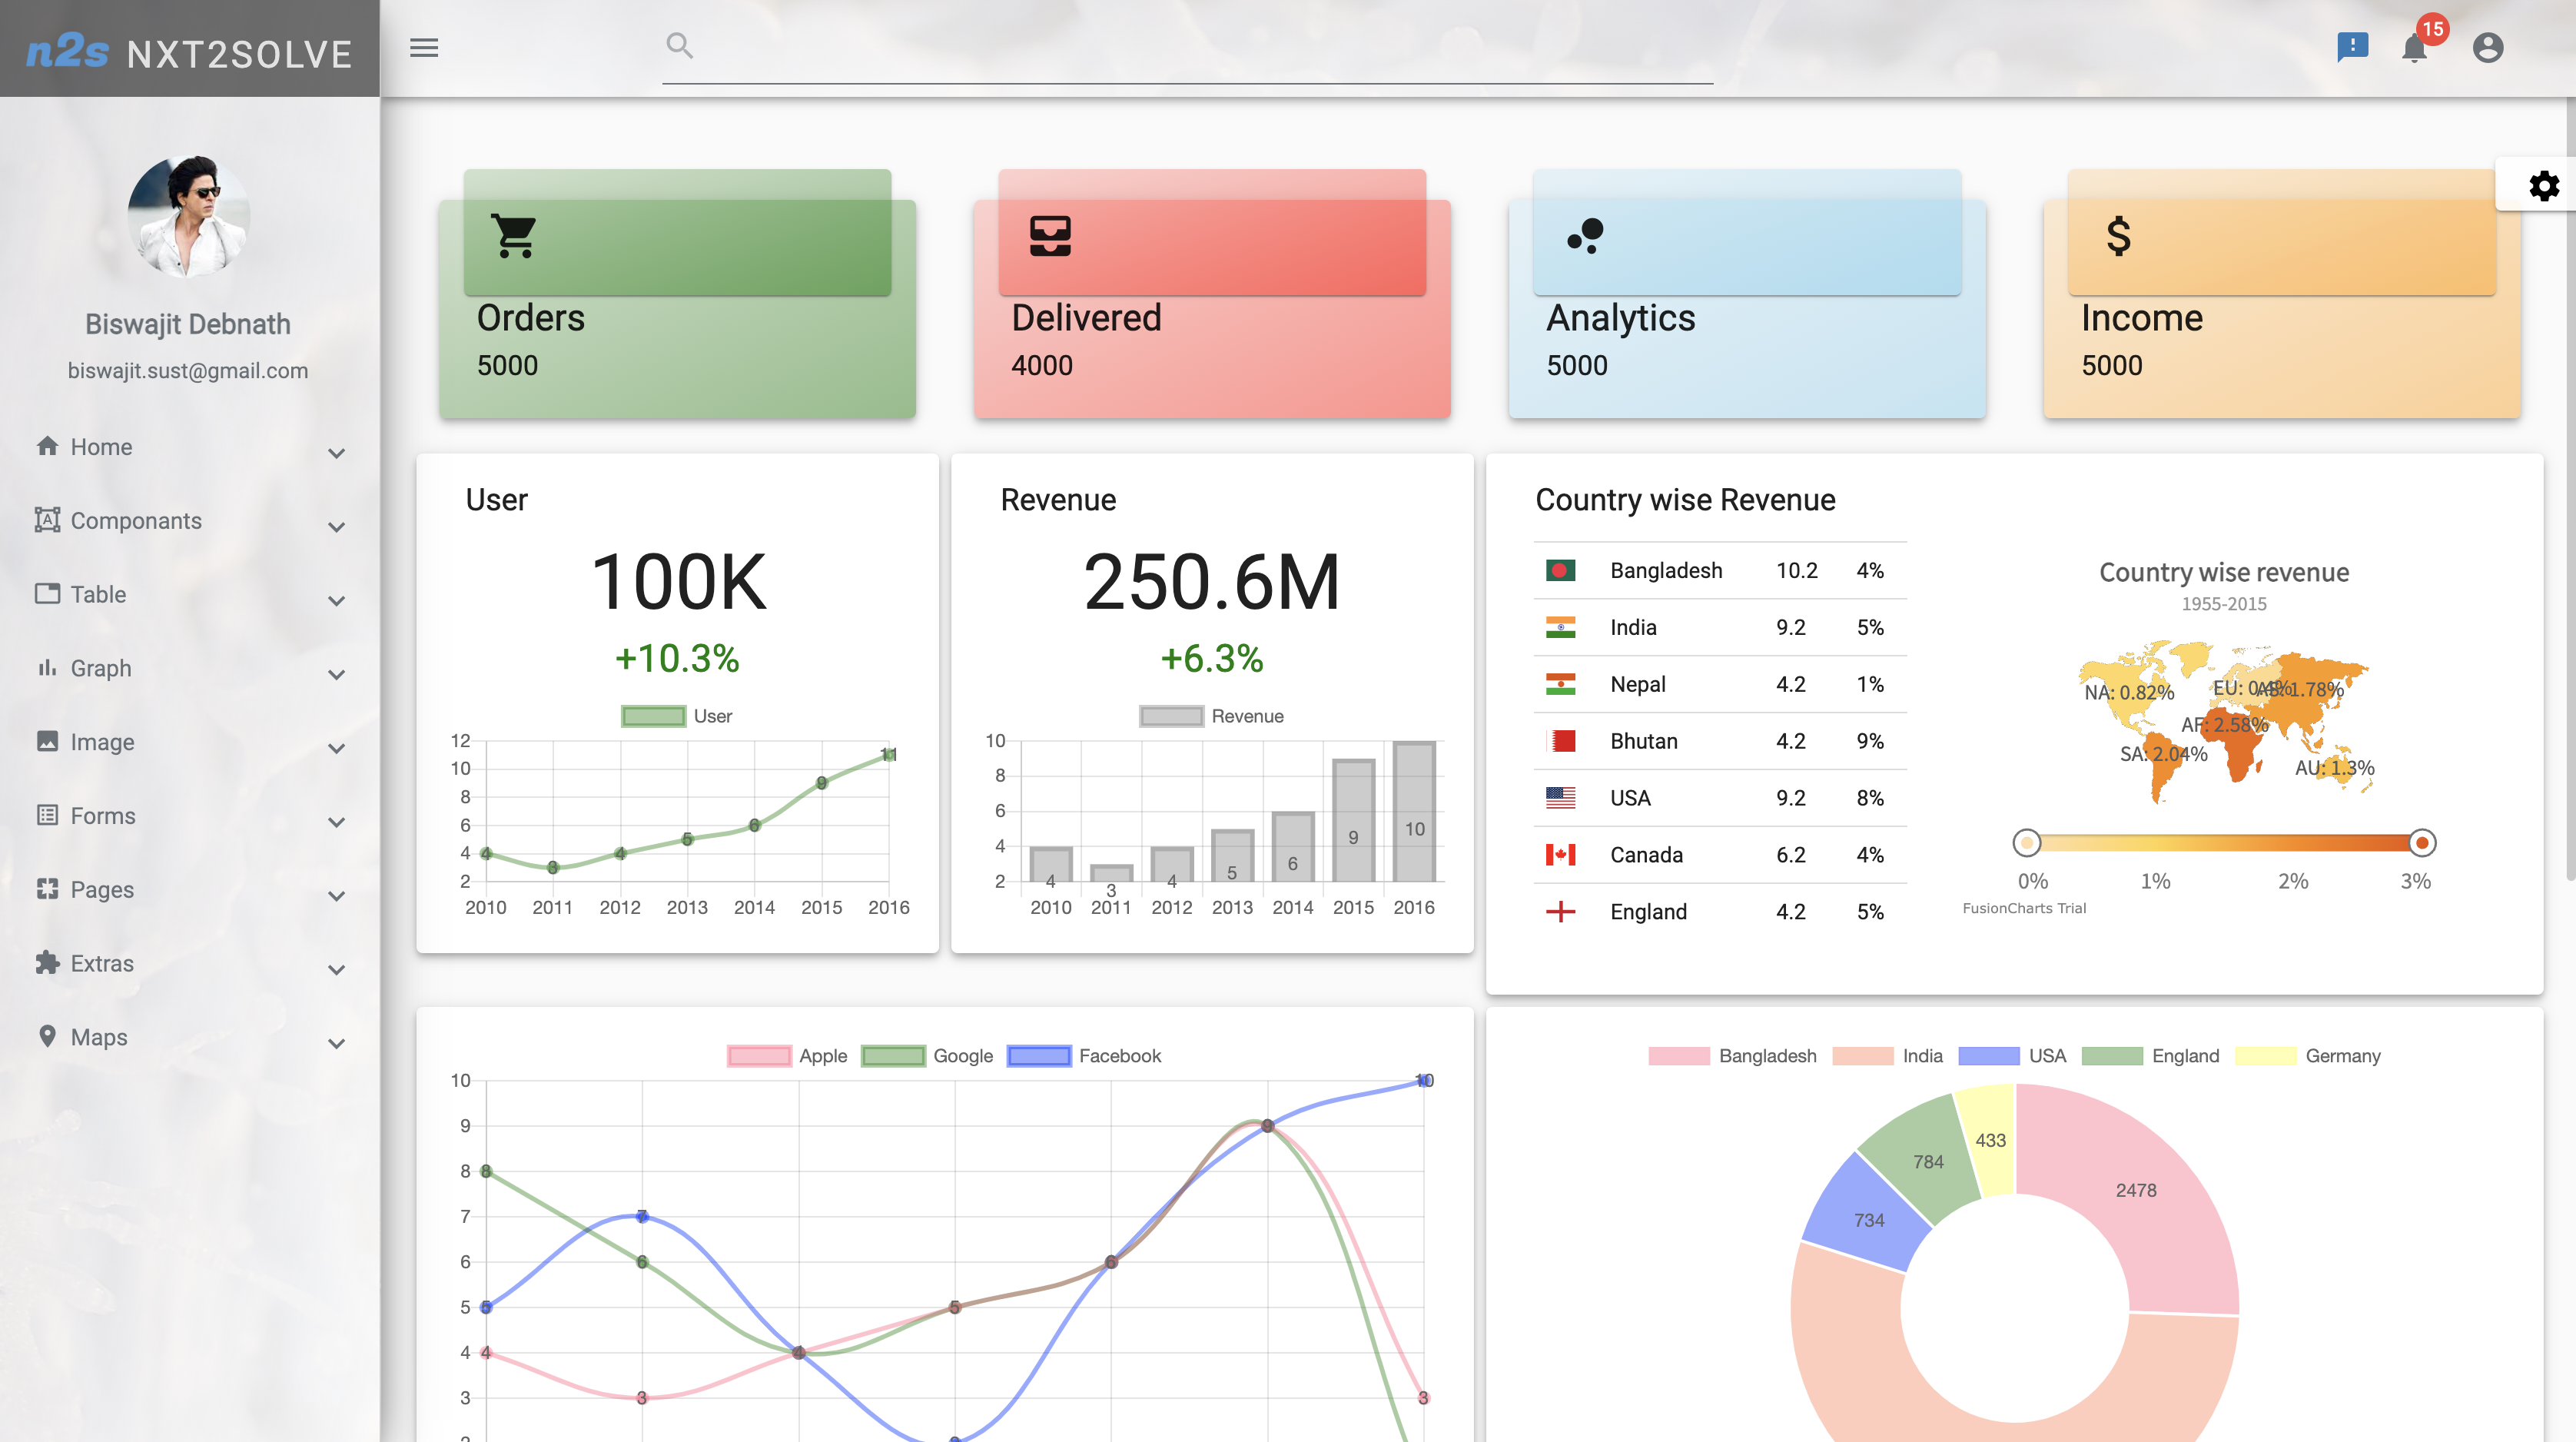 n2s NXT2SOLVE
15
Biswajit Debnath
biswajit.sust@gmail.com
Home
Componants
Table
Graph
Image
Forms
Pages
Extras
Maps
Orders
5000
Delivered
4000
Analytics
5000
Income
5000
User
100K
+10.3%
User
12
10
8
6
4
2
4 3 4 5 6 9 11
2010 2011 2012 2013 2014 2015 2016
Revenue
250.6M
+6.3%
Revenue
10
8
6
4
2
4 3 4 5 6 9 10
2010 2011 2012 2013 2014 2015 2016
Country wise Revenue
Bangladesh 10.2 4%
India 9.2 5%
Nepal 4.2 1%
Bhutan 4.2 9%
USA 9.2 8%
Canada 6.2 4%
England 4.2 5%
Country wise revenue
1955-2015
NA: 0.82%
EU: 1.78%
AF: 2.58%
SA: 2.04%
AU: 1.3%
0% 1% 2% 3%
FusionCharts Trial
Apple Google Facebook
10
9
8
7
6
5
4
3
8
5
4
7
6
3
4
5
6
9
10
3
Bangladesh India USA England Germany
433
784
2478
734